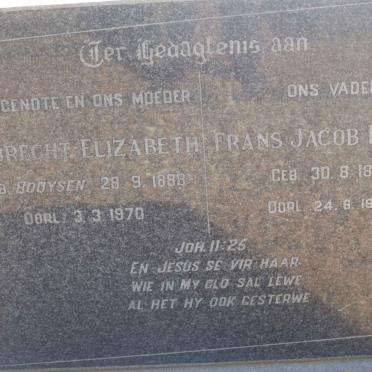 Ter Gedagtenis aan
GENOTE EN ONS MOEDER
BRECHT ELIZABETH
B. BOOYSEN 28.9.1888
OORL. 3.3.1970
ONS VADER
FRANS JACOB
GEB. 30.8.18
OORL. 24.8.1
JOH. 11:25
EN JESUS SE VIR HAAR
WIE IN MY GLO SAL LEWE
AL HET HY OOK GESTERWE